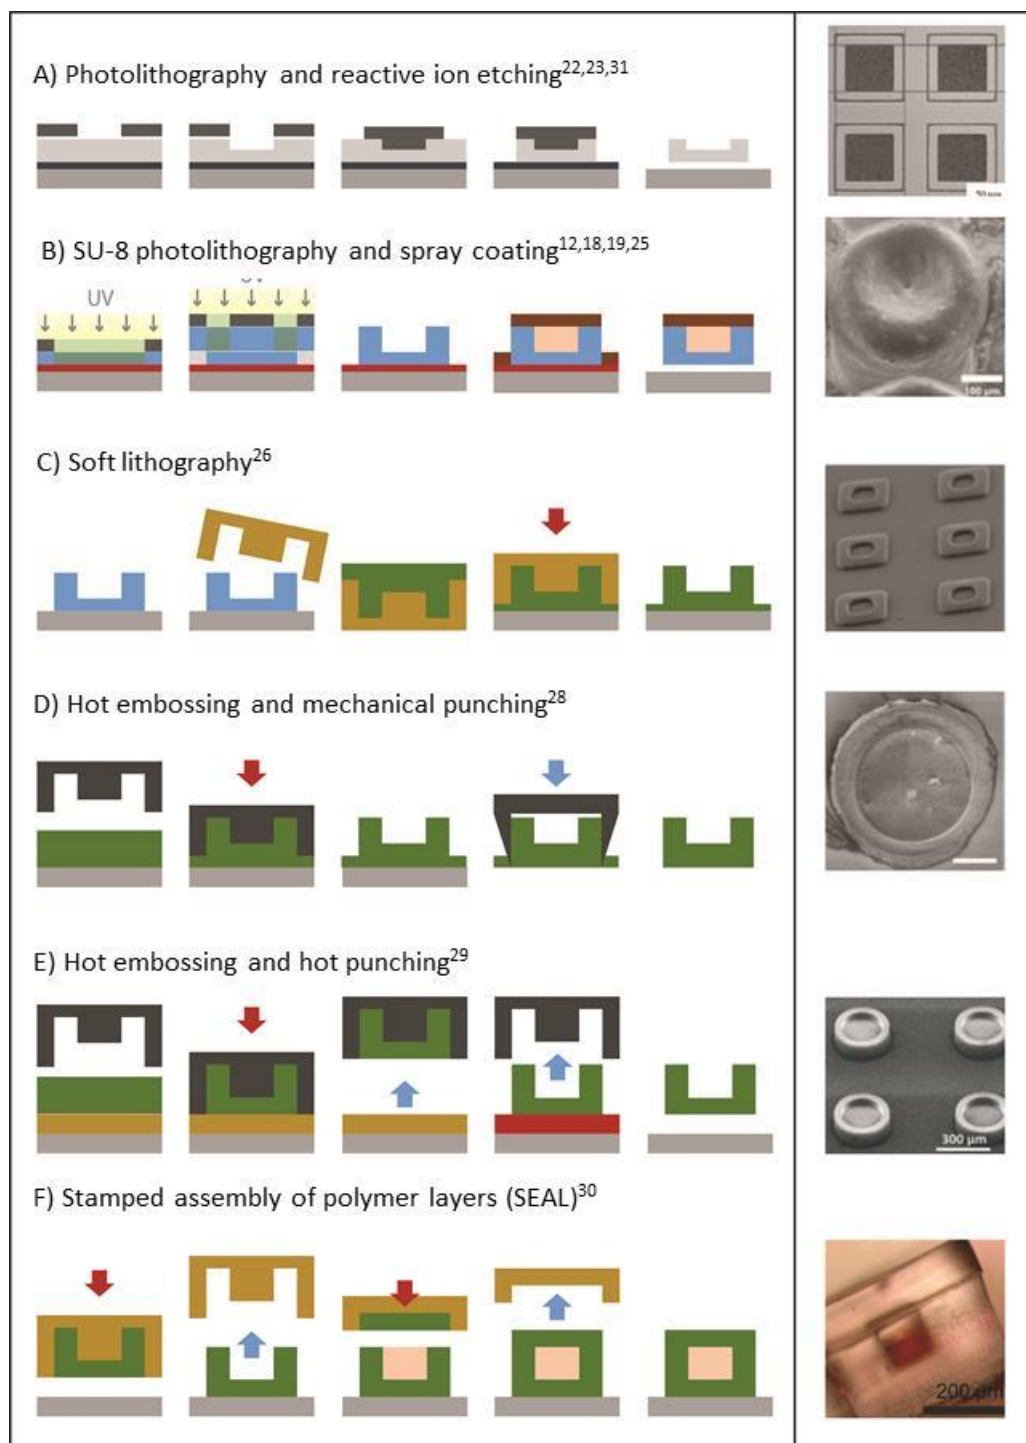 A) Photolithography and reactive ion etching22,23,31
B) SU-8 photolithography and spray coating12,18,19,25
UV
UV
100 µm
C) Soft lithography26
D) Hot embossing and mechanical punching28
E) Hot embossing and hot punching29
300 µm
F) Stamped assembly of polymer layers (SEAL)30
200 µm